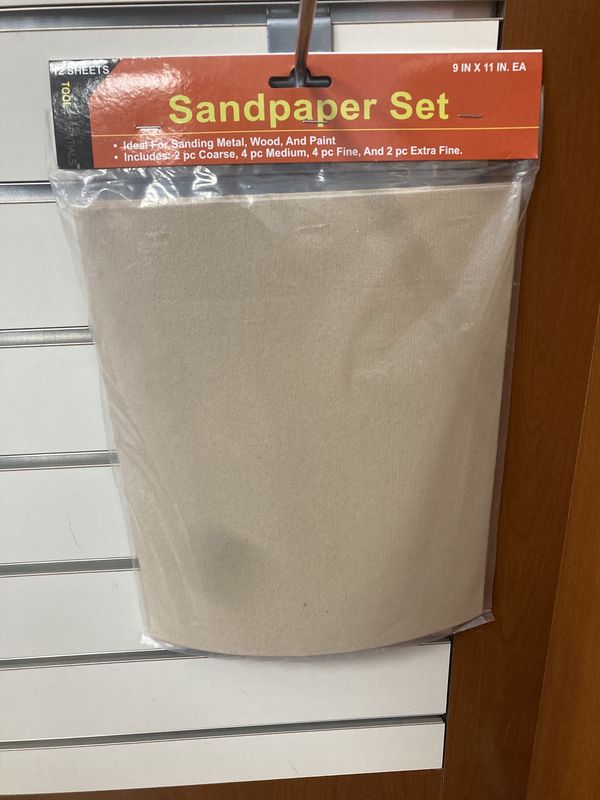 12 SHEETS
9 IN X 11 IN. EA
TOOL
Sandpaper Set
• Ideal For Sanding Metal, Wood, And Paint
• Includes: 2 pc Coarse, 4 pc Medium, 4 pc Fine, And 2 pc Extra Fine.